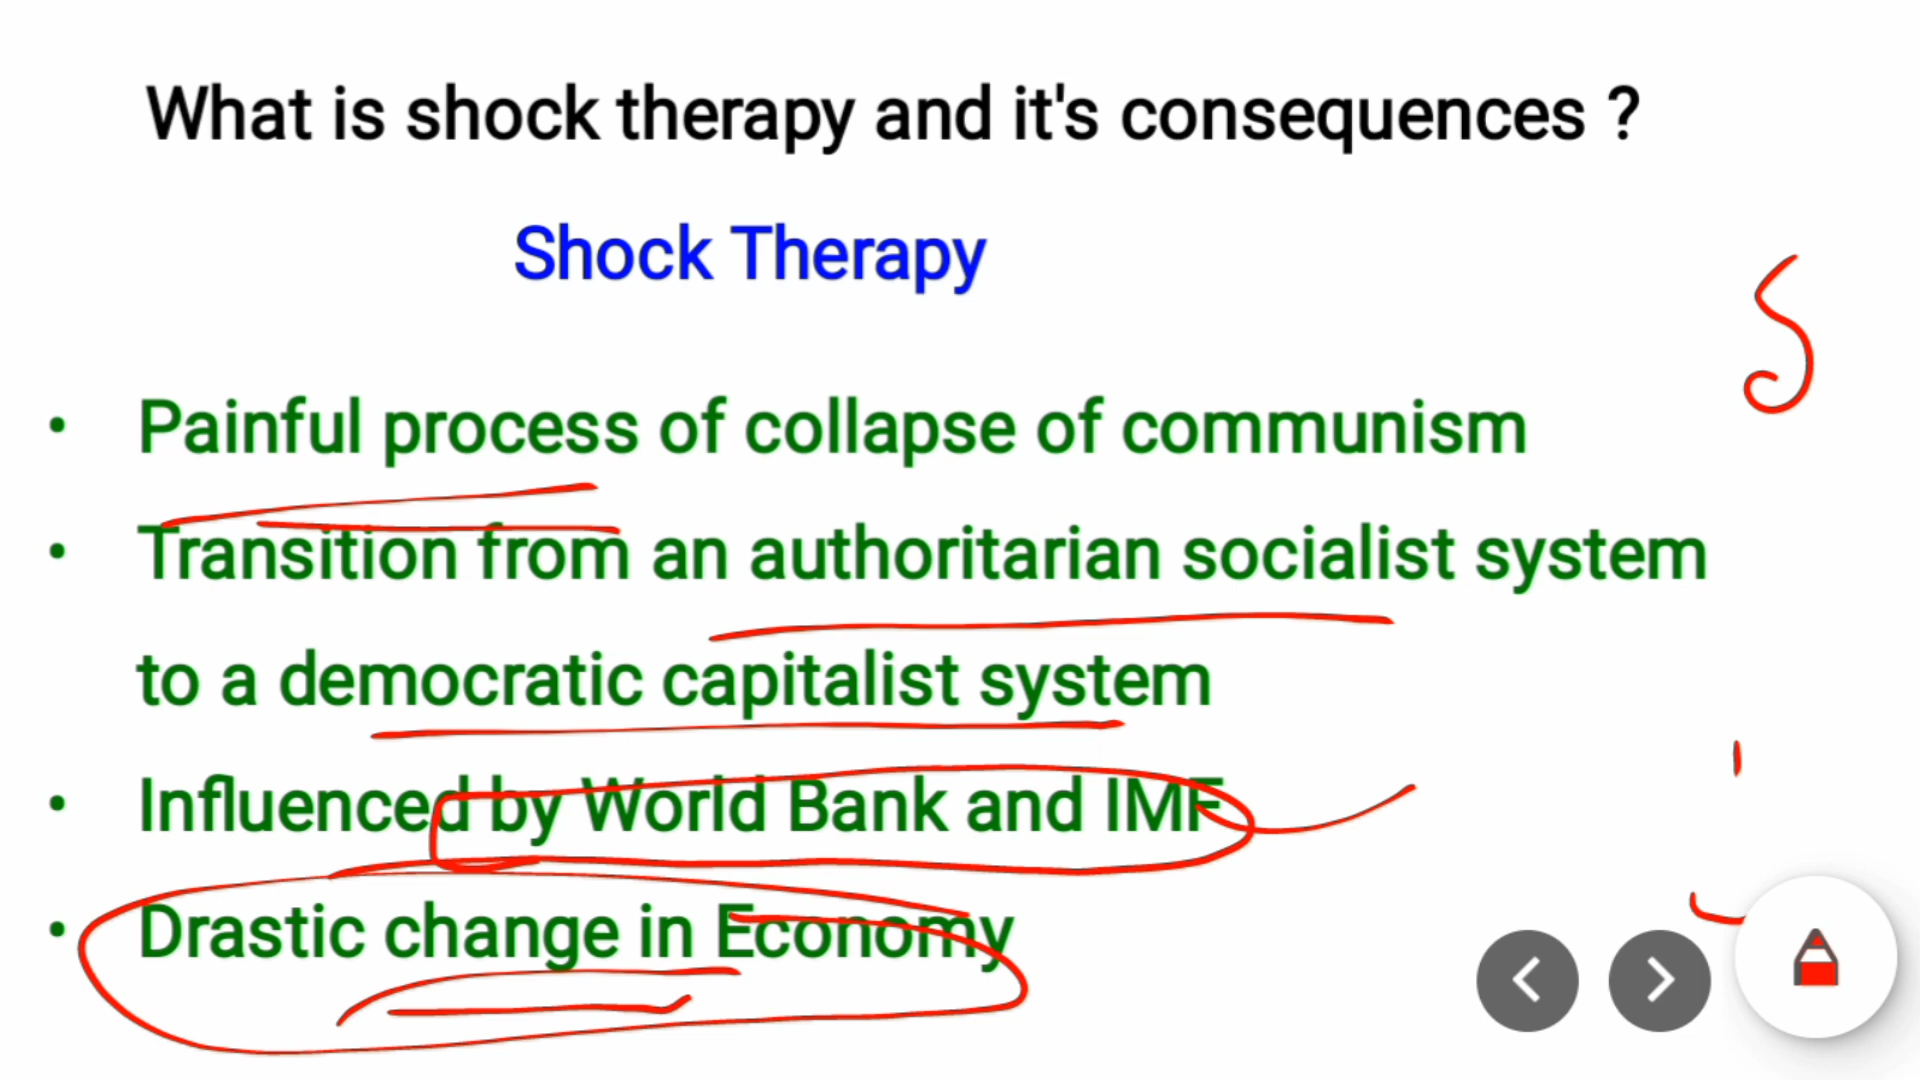 What is shock therapy and it's consequences ?
Shock Therapy
• Painful process of collapse of communism
• Transition from an authoritarian socialist system
to a democratic capitalist system
• Influenced by World Bank and IMF
• Drastic change in Economy